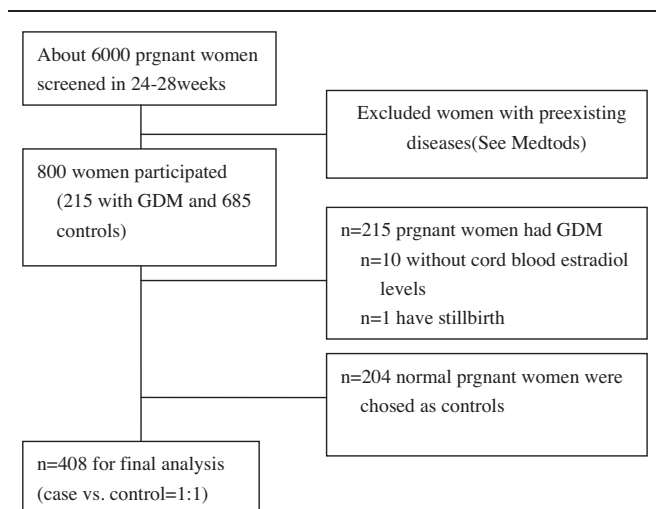 About 6000 prgnant women
screened in 24-28weeks
Excluded women with preexisting
diseases(See Medtods)
800 women participated
(215 with GDM and 685
controls)
n=215 prgnant women had GDM
n=10 without cord blood estradiol
levels
n=1 have stillbirth
n=204 normal prgnant women were
chosed as controls
n=408 for final analysis
(case vs. control=1:1)